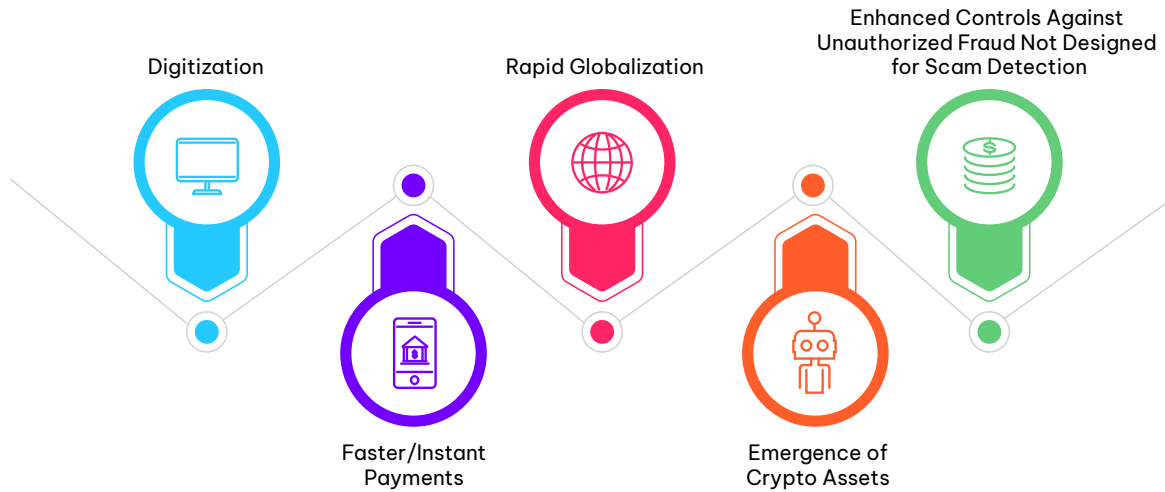 Digitization
Faster/Instant
Payments
Rapid Globalization
Emergence of
Crypto Assets
Enhanced Controls Against
Unauthorized Fraud Not Designed
for Scam Detection
$
$